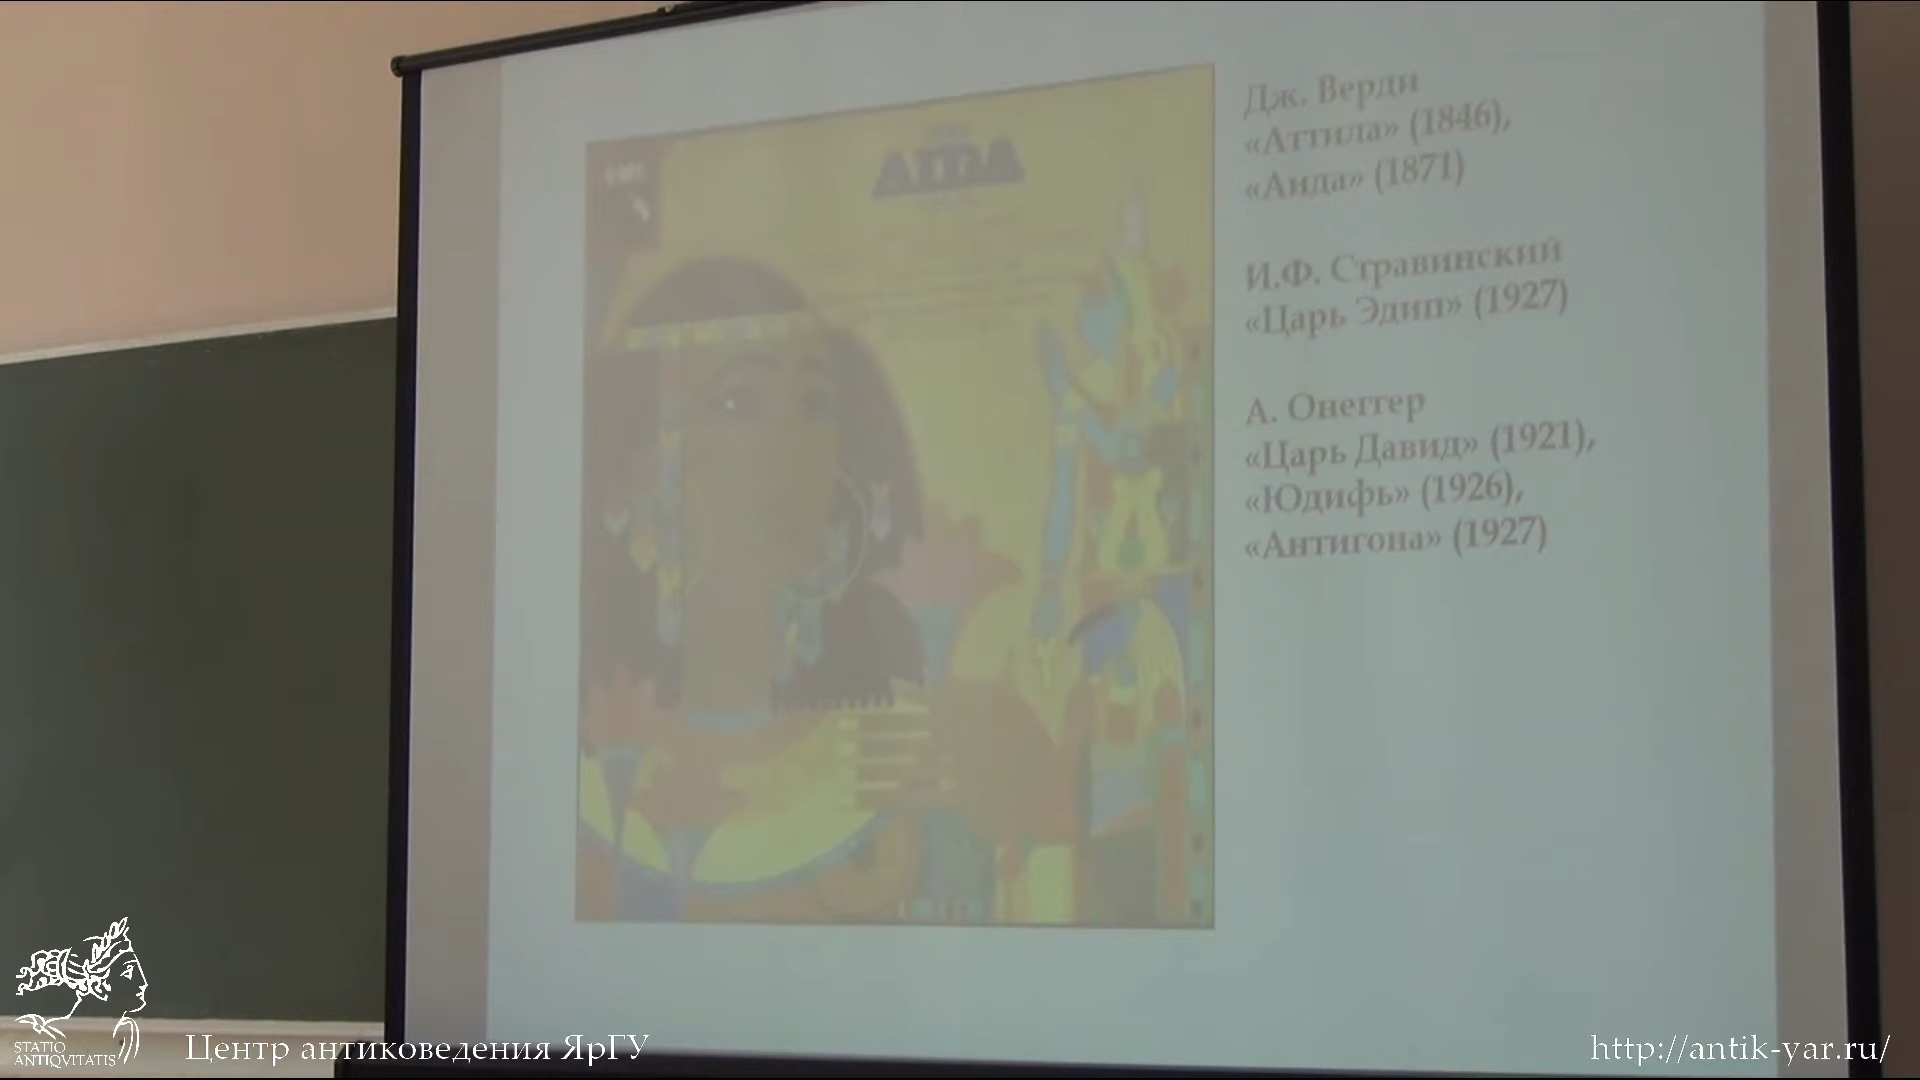 АИДА
Дж. Верди
«Аттила» (1846),
«Аида» (1871)
И.Ф. Стравинский
«Царь Эдип» (1927)
А. Онеггер
«Царь Давид» (1921),
«Юдифь» (1926),
«Антигона» (1927)
STATIO
ANTIQVITATIS
Центр антиковедения ЯрГУ
http://antik-yar.ru/